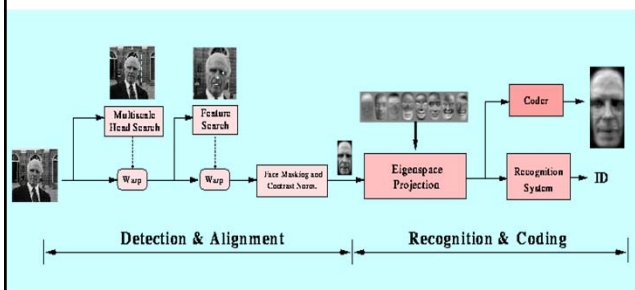 Multiscale
Head Search
Feature
Search
Warp
Warp
Face Masking and
Contrast Norm.
Eigenspace
Projection
Coder
Recognition
System
ID
Detection & Alignment
Recognition & Coding